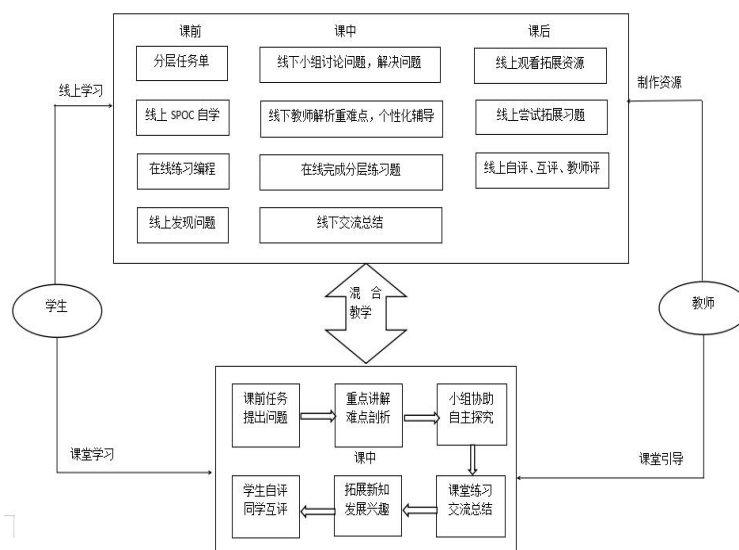 课前
课中
课后
分层任务单
线下小组讨论问题，解决问题
线上观看拓展资源
线上学习
制作资源
线上 SPOC 自学
线下教师解析重难点，个性化辅导
线上尝试拓展习题
在线练习编程
在线完成分层练习题
线上自评、互评、教师评
线上发现问题
线下交流总结
学生
混 合
教学
教师
课前任务
提出问题
重点讲解
难点剖析
小组协助
自主探究
课中
课堂学习
课堂引导
学生自评
同学互评
拓展新知
发展兴趣
课堂练习
交流总结